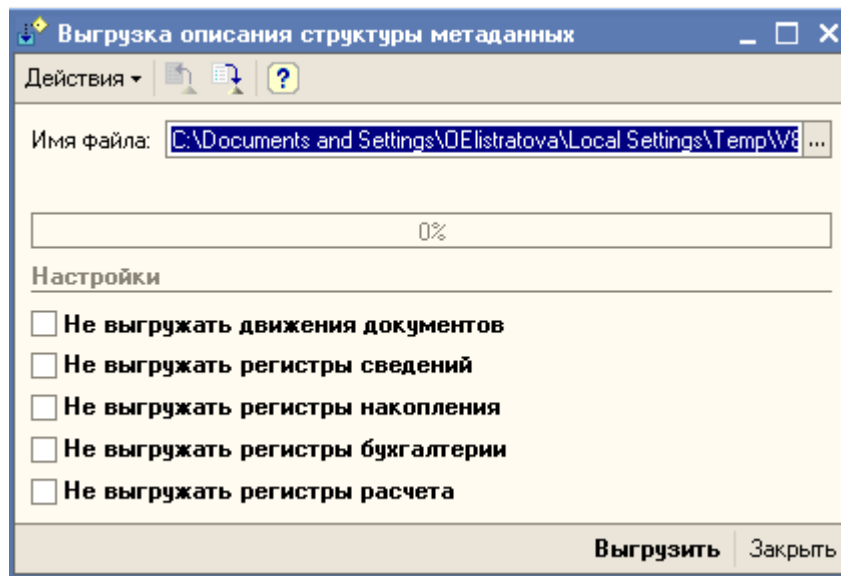 Выгрузка описания структуры метаданных
Действия
Имя файла: C:\Documents and Settings\OElistratova\Local Settings\Temp\V8 ...
0%
Настройки
Не выгружать движения документов
Не выгружать регистры сведений
Не выгружать регистры накопления
Не выгружать регистры бухгалтерии
Не выгружать регистры расчета
Выгрузить Закрыть